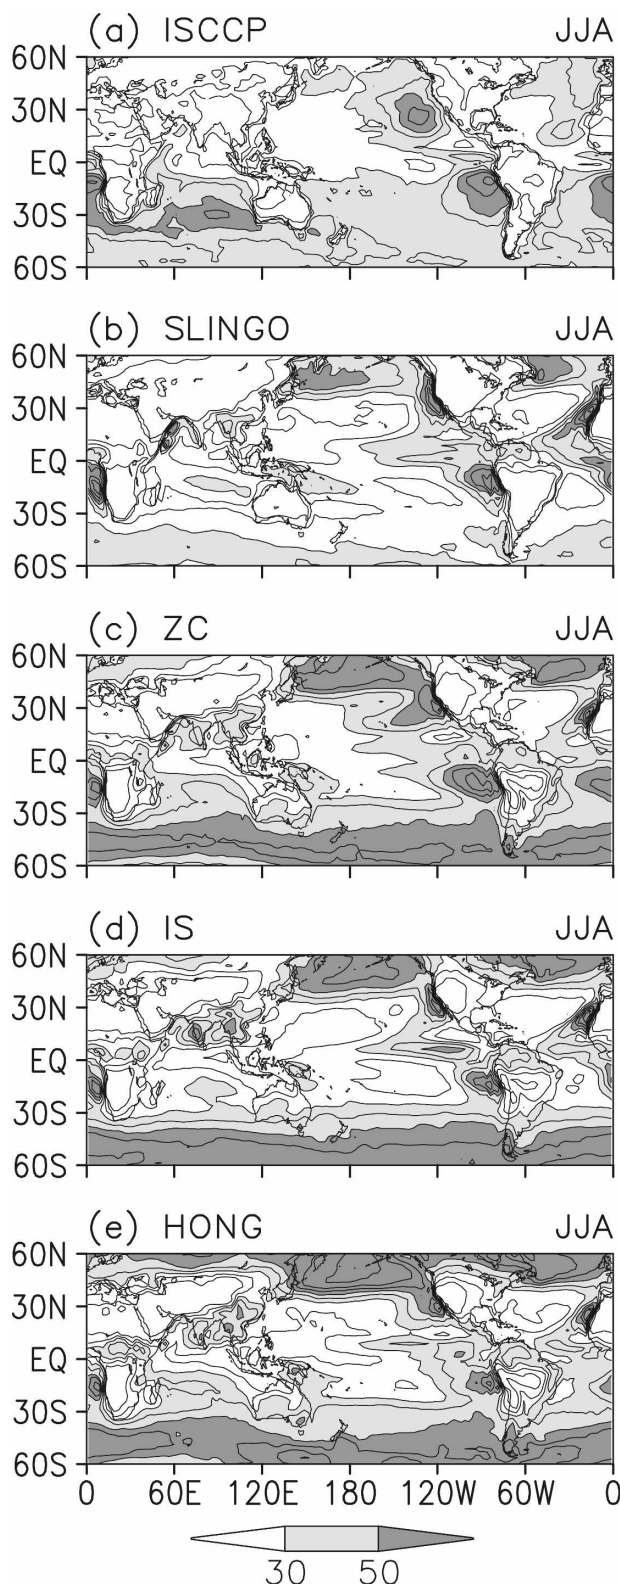 (a) ISCCP JJA
60N
30N
EQ
30S
60S
(b) SLINGO JJA
60N
30N
EQ
30S
60S
(c) ZC JJA
60N
30N
EQ
30S
60S
(d) IS JJA
60N
30N
EQ
30S
60S
(e) HONG JJA
60N
30N
EQ
30S
60S
0 60E 120E 180 120W 60W 0
30 50